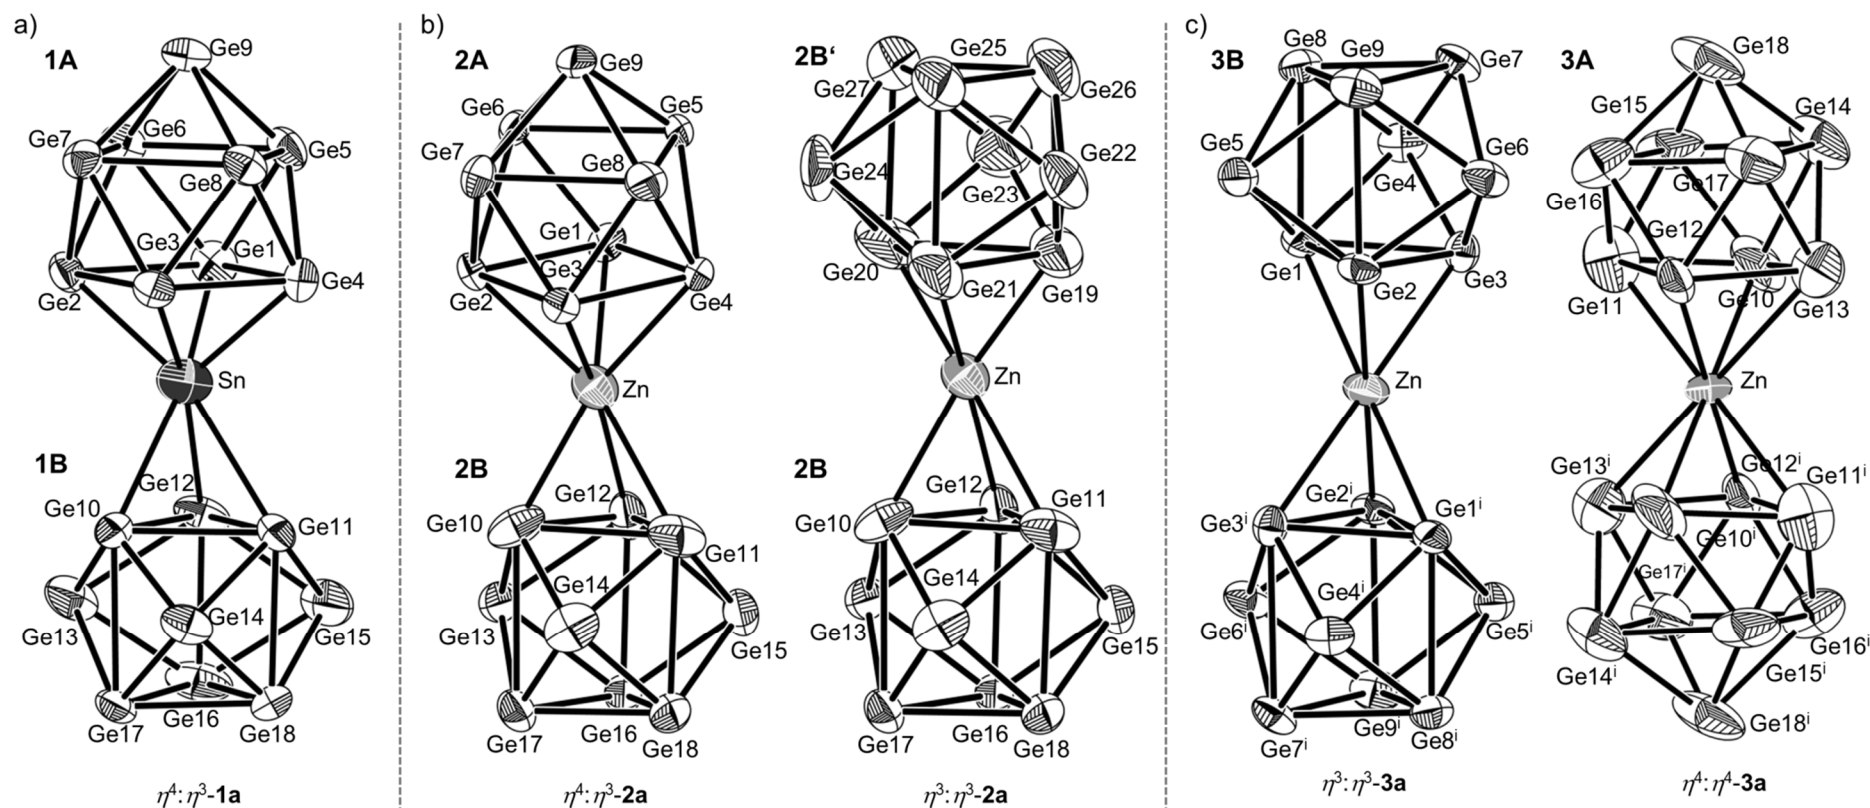 a)
1A
Ge9
Ge7
Ge6
Ge5
Ge8
Ge3
Ge1
Ge2
Ge4
Sn
1B
Ge12
Ge10
Ge11
Ge14
Ge13
Ge15
Ge17
Ge16
Ge18
η⁴:η³-1a
b)
2A
Ge9
Ge6
Ge5
Ge7
Ge8
Ge1
Ge3
Ge2
Ge4
Zn
2B
Ge12
Ge10
Ge11
Ge14
Ge13
Ge15
Ge17
Ge16
Ge18
η⁴:η³-2a
2B‘
Ge25
Ge27
Ge26
Ge22
Ge24
Ge23
Ge20
Ge21
Ge19
Zn
2B
Ge12
Ge10
Ge11
Ge14
Ge13
Ge15
Ge17
Ge16
Ge18
η³:η³-2a
c)
3B
Ge8
Ge9
Ge7
Ge5
Ge6
Ge4
Ge1
Ge2
Ge3
Zn
Ge2ⁱ
Ge1ⁱ
Ge3ⁱ
Ge4ⁱ
Ge6ⁱ
Ge5ⁱ
Ge7ⁱ
Ge9ⁱ
Ge8ⁱ
η³:η³-3a
3A
Ge18
Ge15
Ge14
Ge17
Ge16
Ge12
Ge11
Ge10
Ge13
Zn
Ge13ⁱ
Ge12ⁱ
Ge11ⁱ
Ge10ⁱ
Ge17ⁱ
Ge16ⁱ
Ge14ⁱ
Ge15ⁱ
Ge18ⁱ
η⁴:η⁴-3a